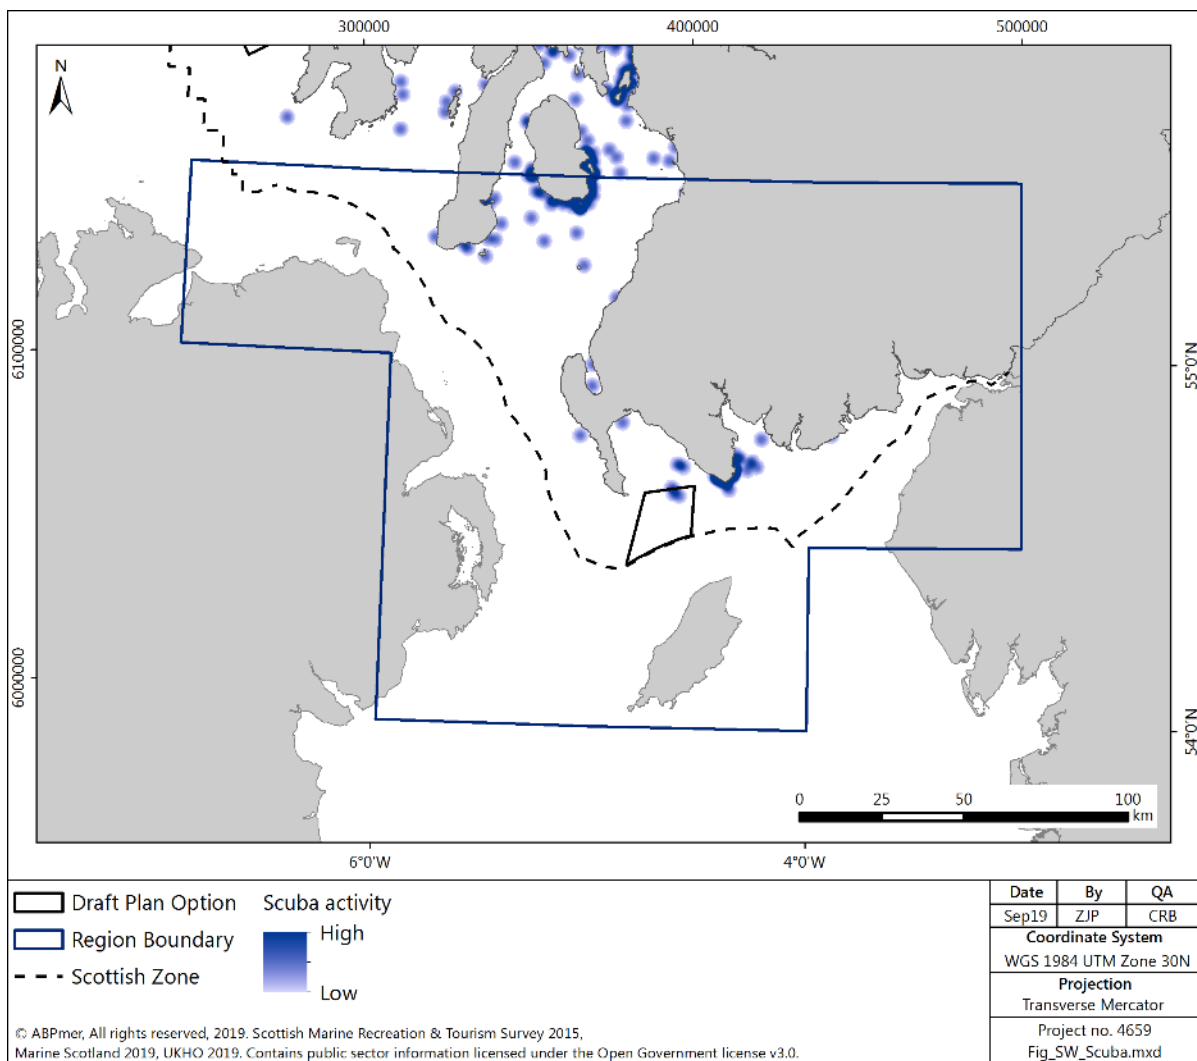 300000 400000 500000
N
6100000
55°0'N
6000000
54°0'N
0 25 50 100
km
6°0'W 4°0'W
Draft Plan Option
Region Boundary
Scottish Zone
Scuba activity
High
Low
Date By QA
Sep19 ZJP CRB
Coordinate System
WGS 1984 UTM Zone 30N
Projection
Transverse Mercator
Project no. 4659
Fig_SW_Scuba.mxd
© ABPmer, All rights reserved, 2019. Scottish Marine Recreation & Tourism Survey 2015,
Marine Scotland 2019, UKHO 2019. Contains public sector information licensed under the Open Government license v3.0.